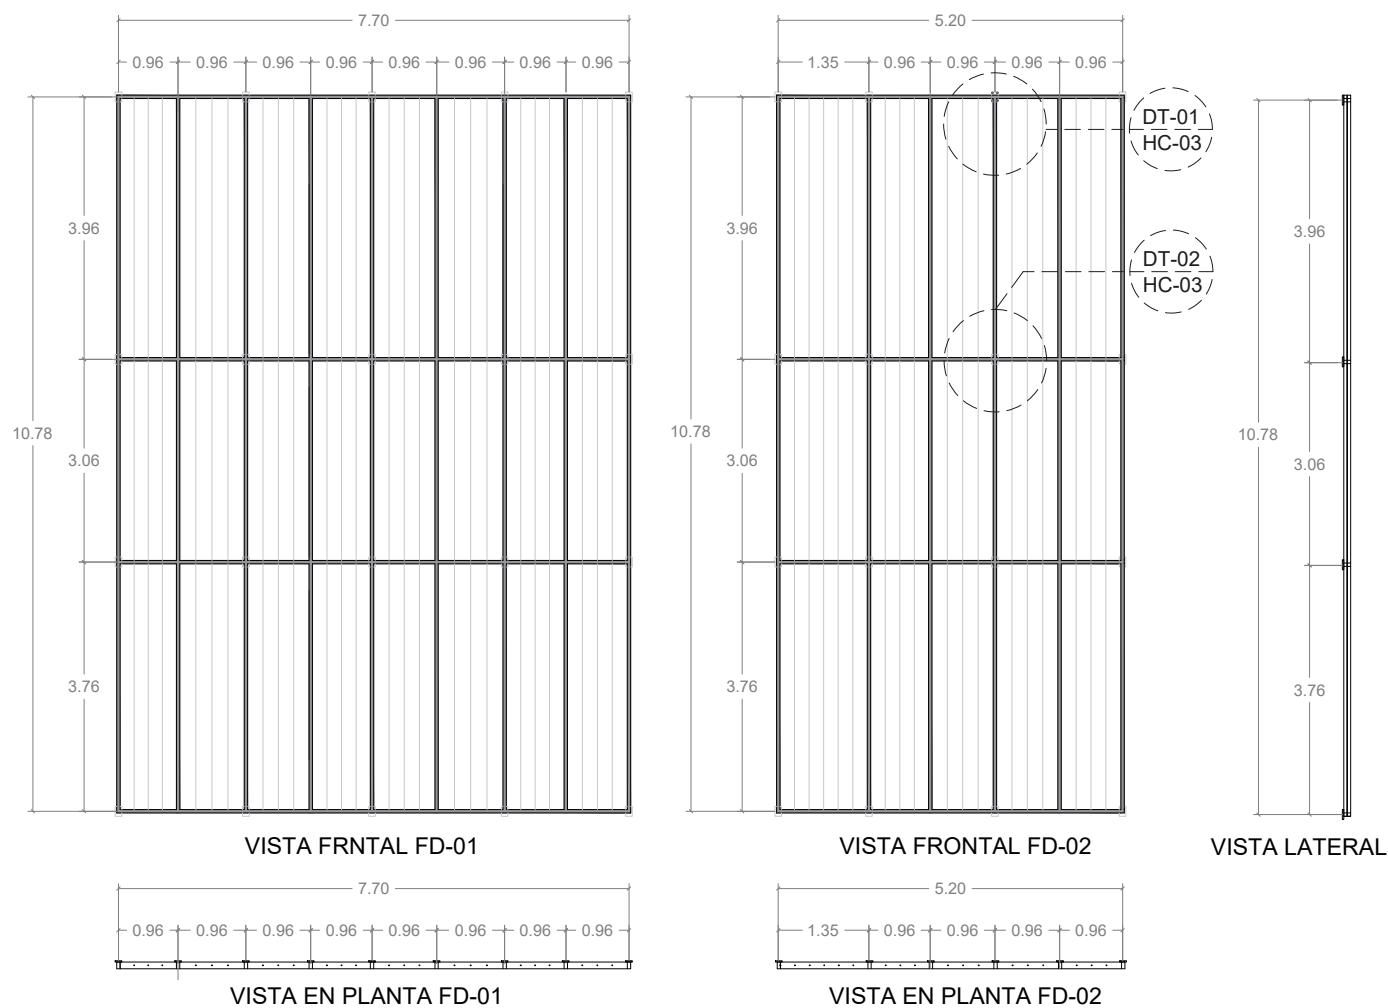 7.70
5.20
0.96 0.96 0.96 0.96 0.96 0.96 0.96 0.96
1.35 0.96 0.96 0.96 0.96
DT-01
HC-03
3.96
3.96
3.96
DT-02
HC-03
10.78
10.78
10.78
3.06
3.06
3.06
3.76
3.76
3.76
VISTA FRNTAL FD-01
VISTA FRONTAL FD-02
VISTA LATERAL
7.70
5.20
0.96 0.96 0.96 0.96 0.96 0.96 0.96 0.96
1.35 0.96 0.96 0.96 0.96
VISTA EN PLANTA FD-01
VISTA EN PLANTA FD-02